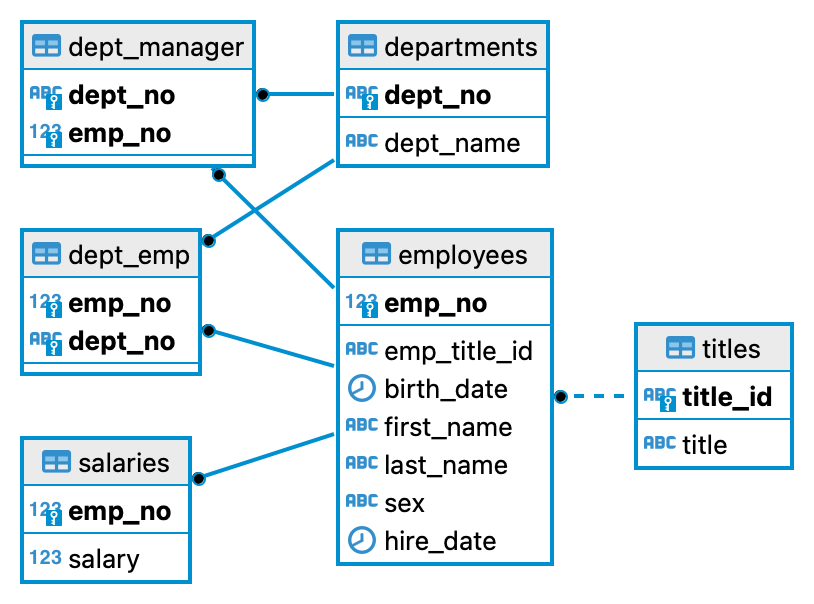 dept_manager
ABC dept_no
123 emp_no
departments
ABC dept_no
ABC dept_name
dept_emp
123 emp_no
ABC dept_no
employees
123 emp_no
ABC emp_title_id
birth_date
ABC first_name
ABC last_name
ABC sex
hire_date
titles
ABC title_id
ABC title
salaries
123 emp_no
123 salary